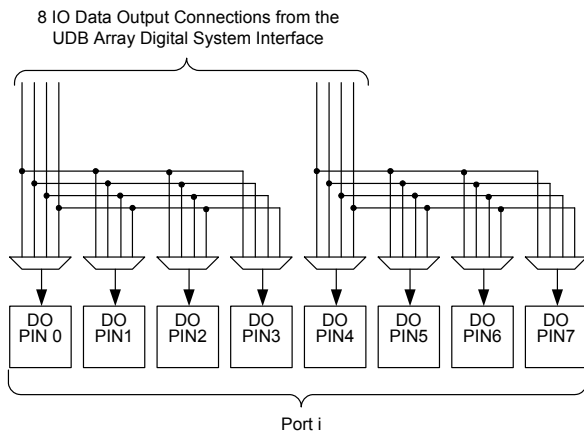 8 IO Data Output Connections from the
UDB Array Digital System Interface
DO
PIN 0
DO
PIN1
DO
PIN2
DO
PIN3
DO
PIN4
DO
PIN5
DO
PIN6
DO
PIN7
Port i